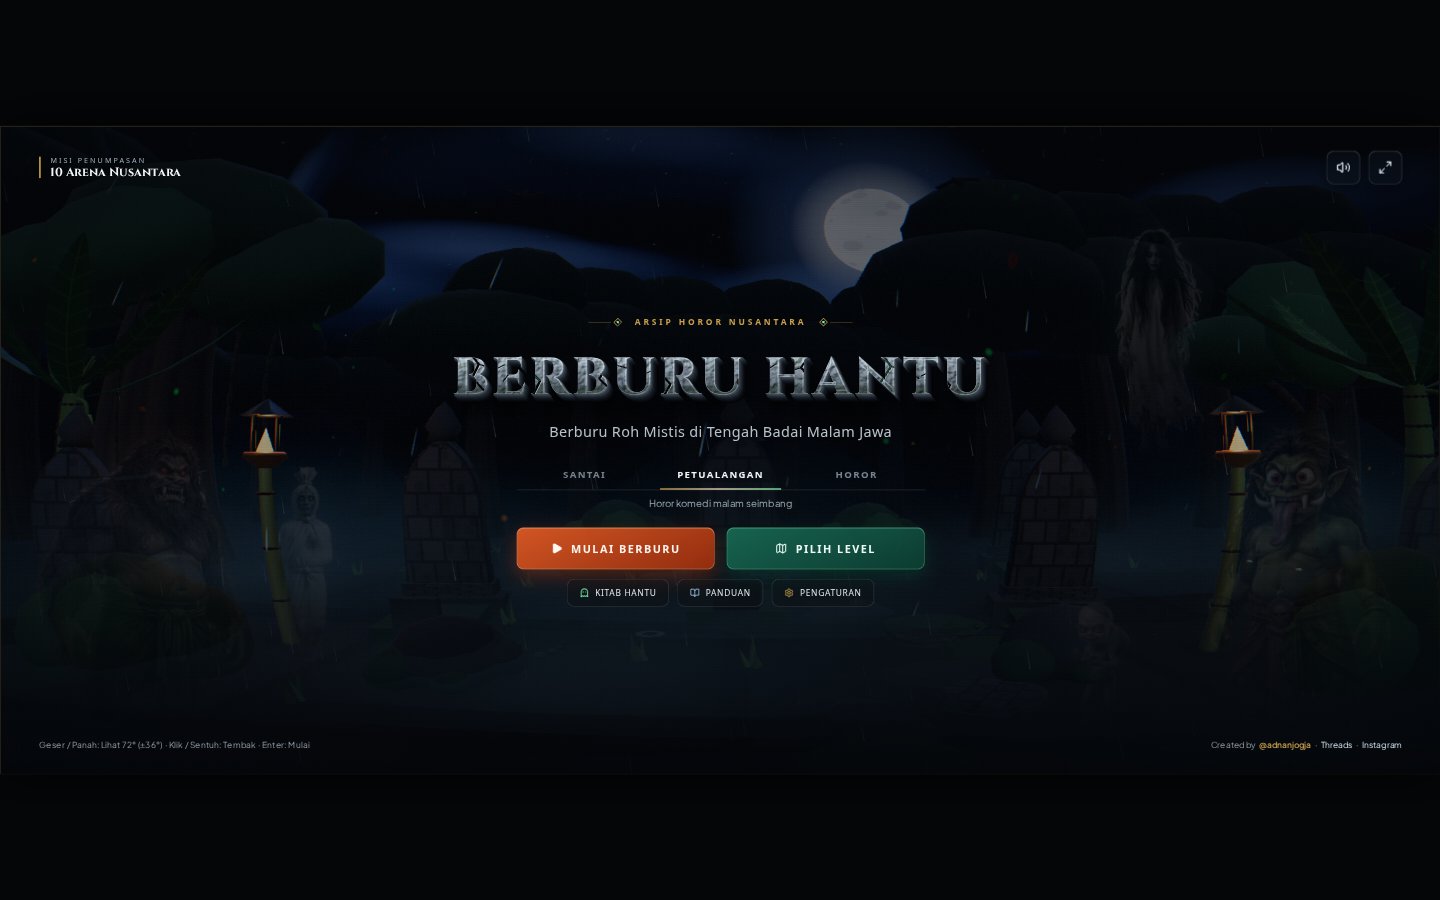 MISI PENUMPASAN
10 ARENA NUSANTARA
ARSIP HOROR NUSANTARA
BERBURU HANTU
Berburu Roh Mistis di Tengah Badai Malam Jawa
SANTAI PETUALANGAN HOROR
Horor komedi malam seimbang
MULAI BERBURU PILIH LEVEL
KITAB HANTU PANDUAN PENGATURAN
Geser / Panah: Lihat 72° (±36°) · Klik / Sentuh: Tembak · Enter: Mulai
Created by @adnanjogja · Threads · Instagram